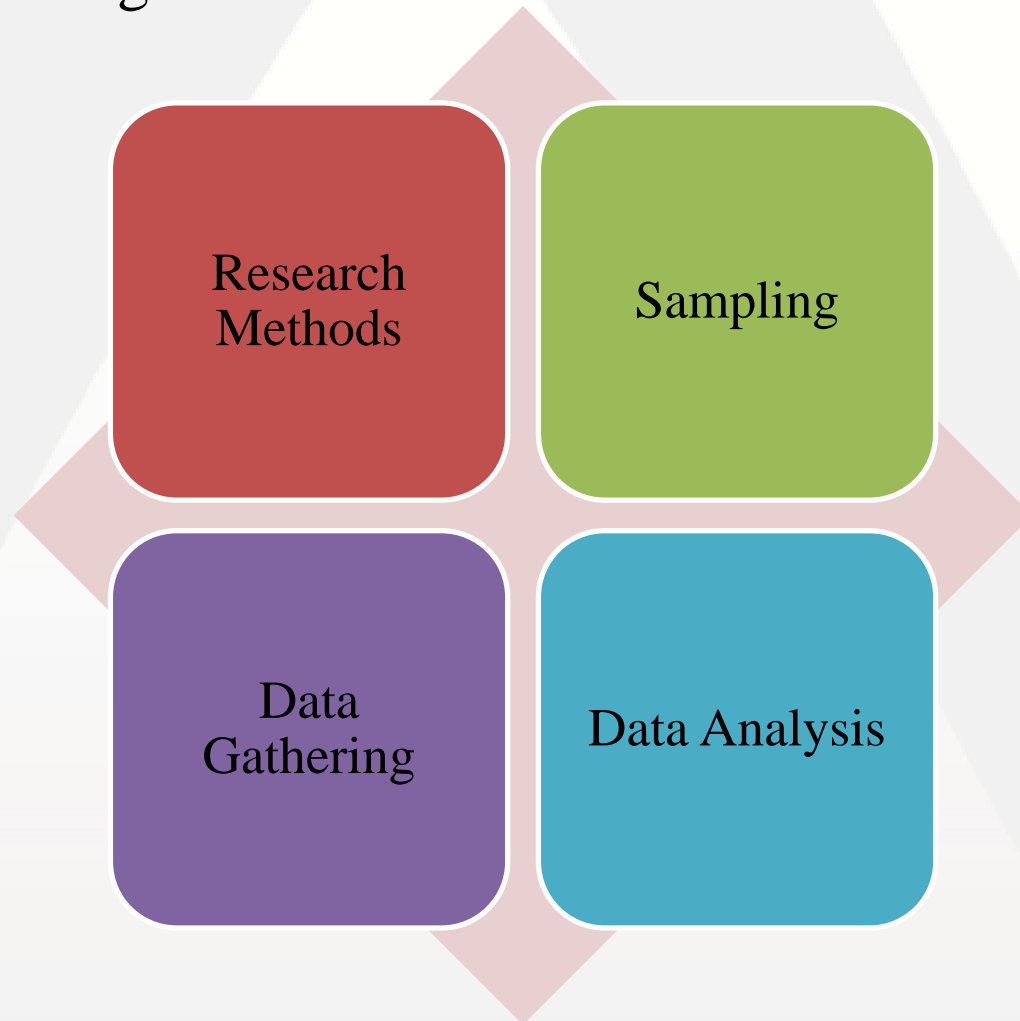 Research
Methods
Sampling
Data
Gathering
Data Analysis